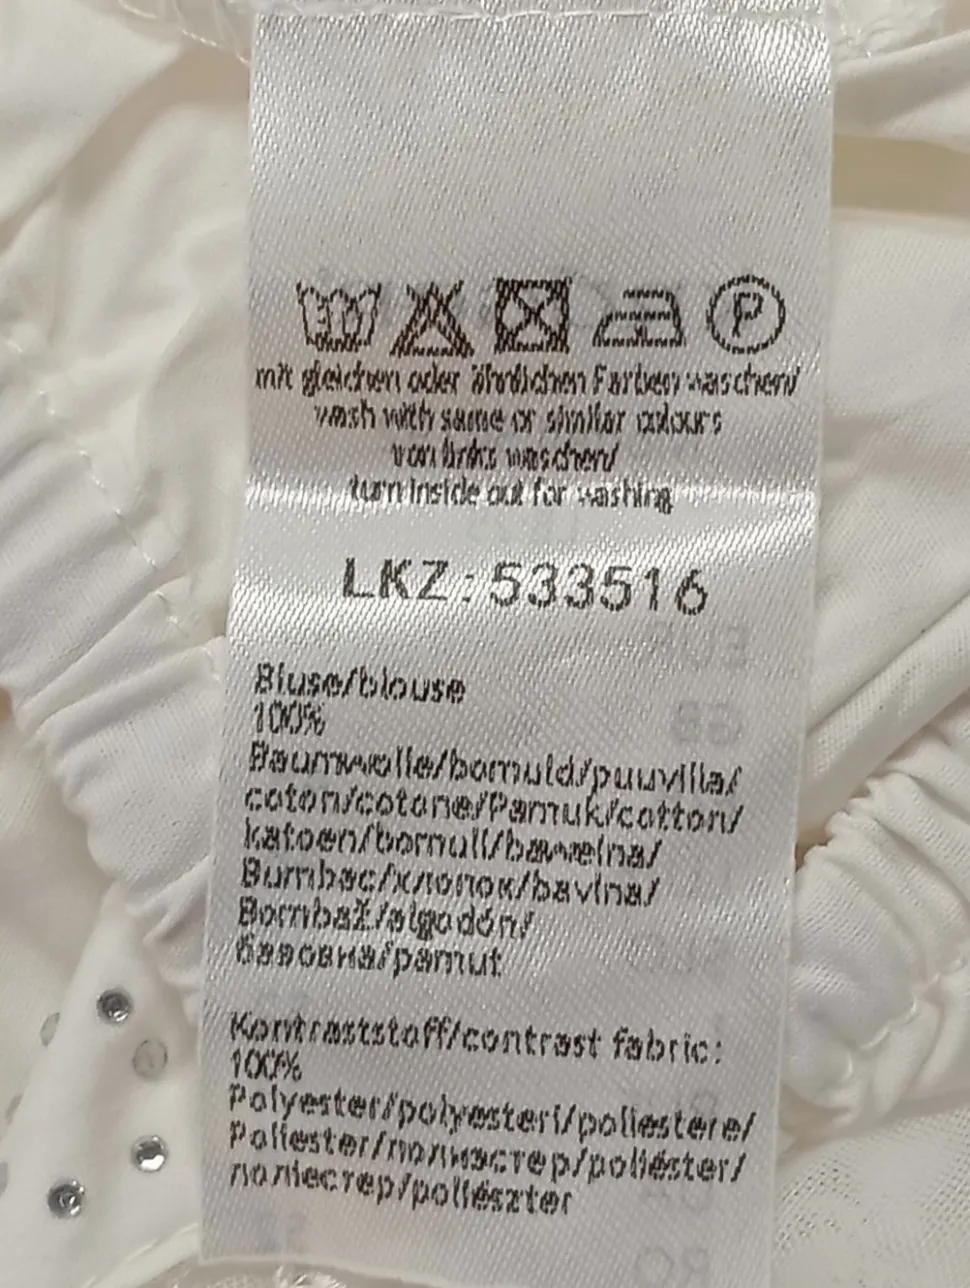 30
P
mit gleichen oder ähnlichen Farben waschen/
wash with same or similar colours
von links waschen/
turn inside out for washing
LKZ: 533516
Bluse/blouse
100%
Baumwolle/bomuld/puuvilla/
coton/cotone/Pamuk/cotton/
katoen/bomull/bawełna/
Bumbac/хлопок/bavlna/
Bombaž/algodón/
бавовна/pamut
Kontraststoff/contrast fabric:
100%
Polyester/polyesteri/poliestere/
Poliester/полиэстер/poliéster/
поліестер/poliészter